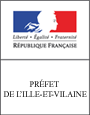 Liberté • Égalité • Fraternité
RÉPUBLIQUE FRANÇAISE
PRÉFET
DE L'ILLE-ET-VILAINE